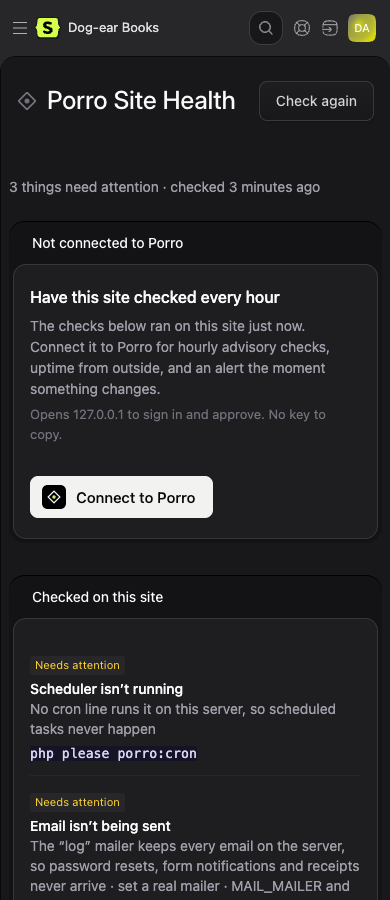 S Dog-ear Books DA
Porro Site Health Check again
3 things need attention · checked 3 minutes ago
Not connected to Porro
Have this site checked every hour
The checks below ran on this site just now.
Connect it to Porro for hourly advisory checks,
uptime from outside, and an alert the moment
something changes.
Opens 127.0.0.1 to sign in and approve. No key to
copy.
Connect to Porro
Checked on this site
Needs attention
Scheduler isn’t running
No cron line runs it on this server, so scheduled
tasks never happen
php please porro:cron
Needs attention
Email isn’t being sent
The “log” mailer keeps every email on the server,
so password resets, form notifications and receipts
never arrive · set a real mailer · MAIL_MAILER and